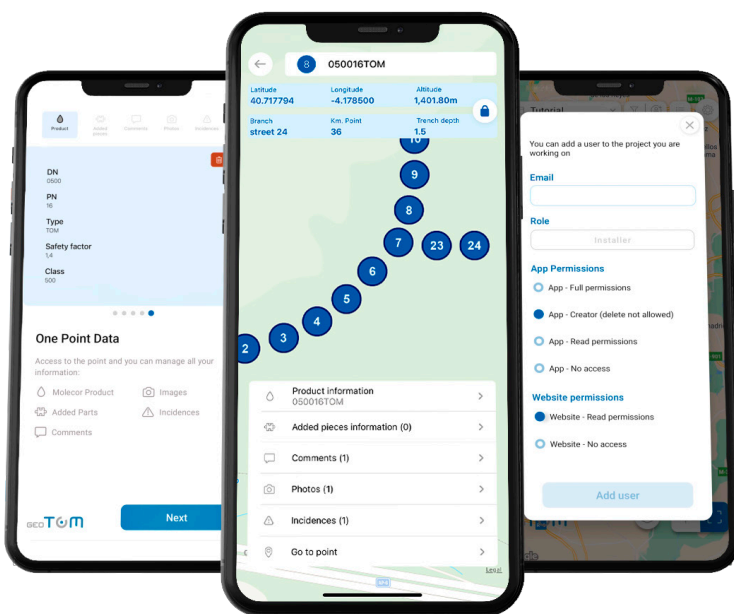 Product
Added
pieces
Comments
Photos
Incidences
DN
0500
PN
16
Type
TOM
Safety factor
1,4
Class
500
One Point Data
Access to the point and you can manage all your
information:
Molecor Product
Images
Added Parts
Incidences
Comments
GEO TOM
Next
8 050016TOM
Latitude Longitude Altitude
40.717794 -4.178500 1,401.80m
Branch Km. Point Trench depth
street 24 36 1.5
10
9
8
7 23 24
6
5
4
3
2
Product information
050016TOM
Added pieces information (0)
Comments (1)
Photos (1)
Incidences (1)
Go to point
Legal
Tutorial
You can add a user to the project you are
working on
Email
Role
Installer
App Permissions
App - Full permissions
App - Creator (delete not allowed)
App - Read permissions
App - No access
Website permissions
Website - Read permissions
Website - No access
Add user